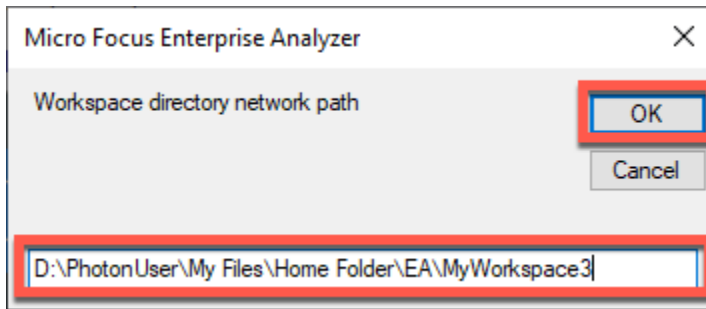 Micro Focus Enterprise Analyzer
Workspace directory network path
OK
Cancel
D:\PhotonUser\My Files\Home Folder\EA\MyWorkspace3